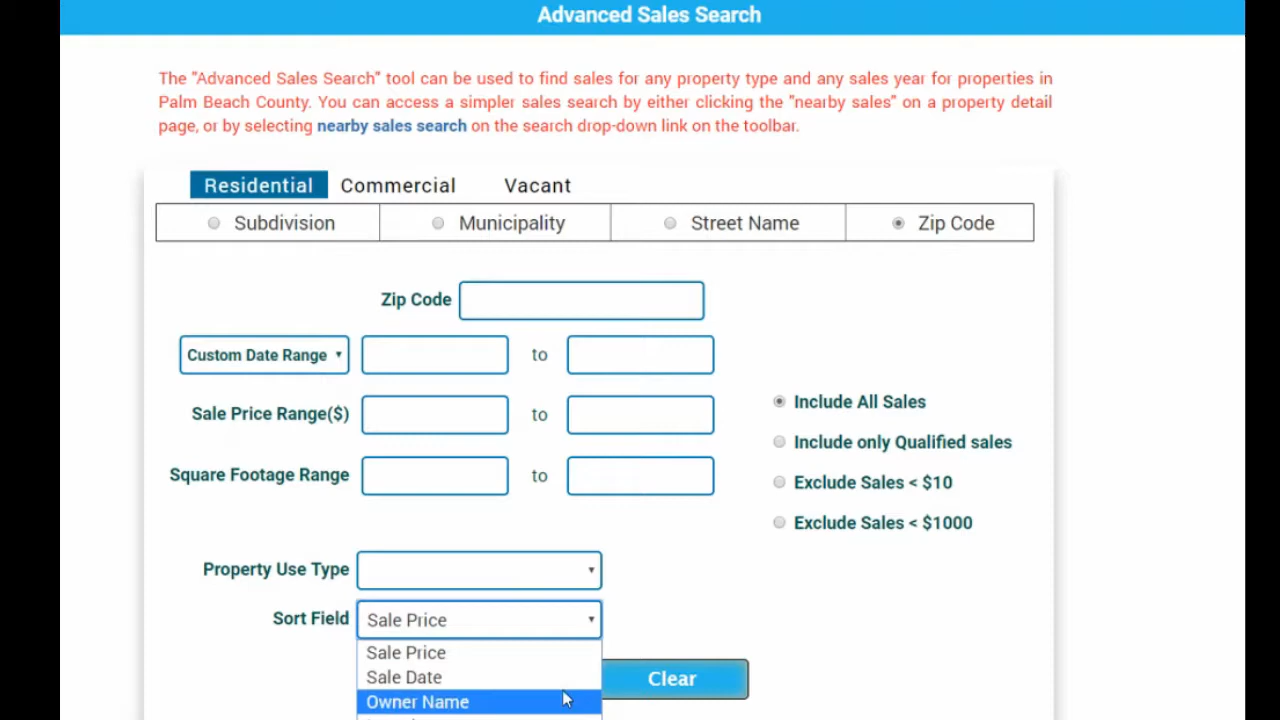 Advanced Sales Search
The "Advanced Sales Search" tool can be used to find sales for any property type and any sales year for properties in
Palm Beach County. You can access a simpler sales search by either clicking the "nearby sales" on a property detail
page, or by selecting nearby sales search on the search drop-down link on the toolbar.
Residential Commercial Vacant
Subdivision Municipality Street Name Zip Code
Zip Code
Custom Date Range to
Sale Price Range($) to
Square Footage Range to
Include All Sales
Include only Qualified sales
Exclude Sales < $10
Exclude Sales < $1000
Property Use Type
Sort Field Sale Price
Sale Price
Sale Date
Owner Name
Clear